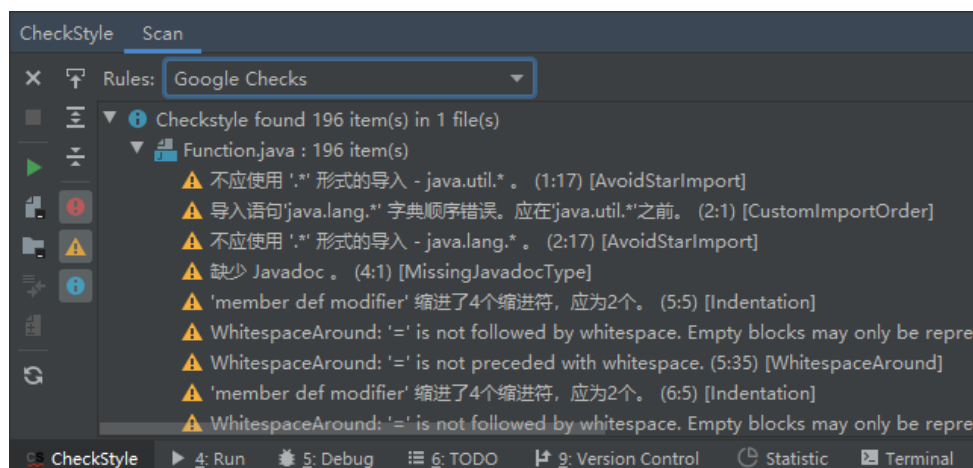 CheckStyle Scan
Rules: Google Checks
Checkstyle found 196 item(s) in 1 file(s)
Function.java : 196 item(s)
不应使用 '.*' 形式的导入 - java.util.* 。 (1:17) [AvoidStarImport]
导入语句'java.lang.*' 字典顺序错误。应在'java.util.*'之前。 (2:1) [CustomImportOrder]
不应使用 '.*' 形式的导入 - java.lang.* 。 (2:17) [AvoidStarImport]
缺少 Javadoc 。 (4:1) [MissingJavadocType]
'member def modifier' 缩进了4个缩进符，应为2个。 (5:5) [Indentation]
WhitespaceAround: '=' is not followed by whitespace. Empty blocks may only be repre
WhitespaceAround: '=' is not preceded with whitespace. (5:35) [WhitespaceAround]
'member def modifier' 缩进了4个缩进符，应为2个。 (6:5) [Indentation]
WhitespaceAround: '=' is not followed by whitespace. Empty blocks may only be repre
CS CheckStyle 4: Run 5: Debug 6: TODO 9: Version Control Statistic Terminal